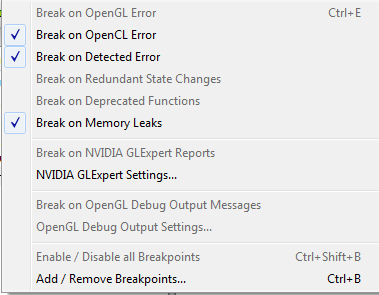 Break on OpenGL Error Ctrl+E
Break on OpenCL Error
Break on Detected Error
Break on Redundant State Changes
Break on Deprecated Functions
Break on Memory Leaks
Break on NVIDIA GLExpert Reports
NVIDIA GLExpert Settings...
Break on OpenGL Debug Output Messages
OpenGL Debug Output Settings...
Enable / Disable all Breakpoints Ctrl+Shift+B
Add / Remove Breakpoints... Ctrl+B